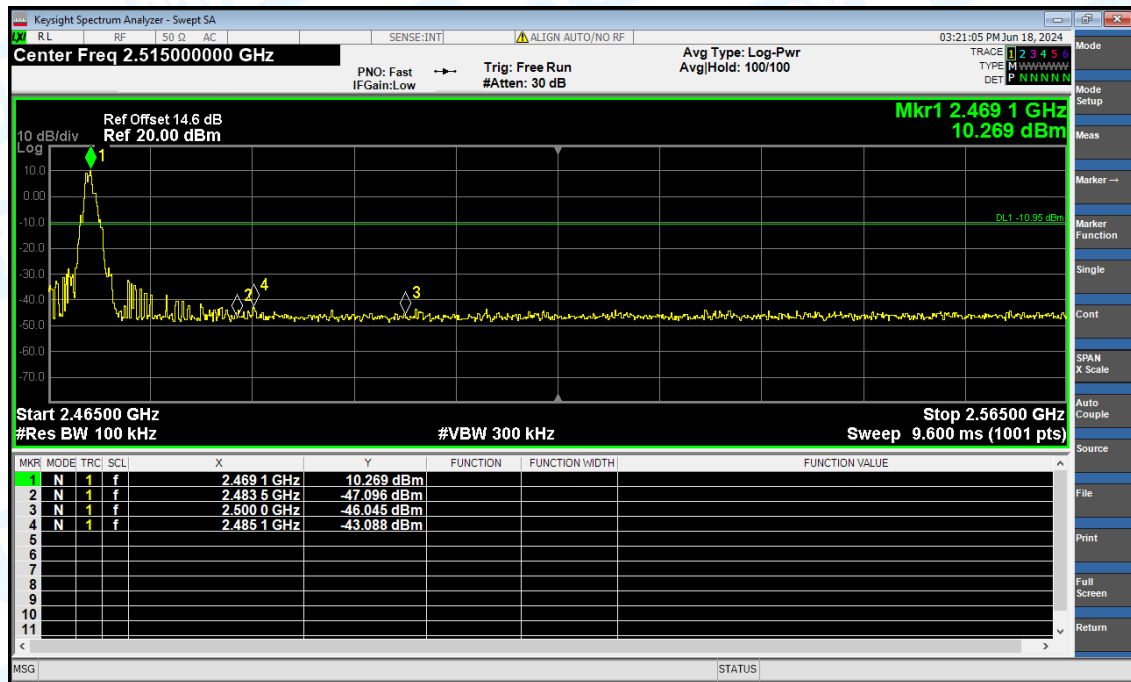 Keysight Spectrum Analyzer - Swept SA
LXI RL RF 50 Ω AC SENSE:INT ALIGN AUTO/NO RF 03:21:05 PM Jun 18, 2024
Center Freq 2.515000000 GHz
PNO: Fast
IFGain:Low
Trig: Free Run
#Atten: 30 dB
Avg Type: Log-Pwr
Avg|Hold: 100/100
TRACE 1 2 3 4 5 6
TYPE M WWWWW
DET P N N N N N
Mkr1 2.469 1 GHz
10.269 dBm
Ref Offset 14.6 dB
10 dB/div Ref 20.00 dBm
Log
1
10.0
0.00
-10.0
DL1 -10.95 dBm
-20.0
-30.0
2 4 3
-40.0
-50.0
-60.0
-70.0
Start 2.46500 GHz Stop 2.56500 GHz
#Res BW 100 kHz #VBW 300 kHz Sweep 9.600 ms (1001 pts)
MKR MODE TRC SCL X Y FUNCTION FUNCTION WIDTH FUNCTION VALUE
1 N 1 f 2.469 1 GHz 10.269 dBm
2 N 1 f 2.483 5 GHz -47.096 dBm
3 N 1 f 2.500 0 GHz -46.045 dBm
4 N 1 f 2.485 1 GHz -43.088 dBm
5
6
7
8
9
10
11
MSG STATUS
Mode
Mode
Setup
Meas
Marker →
Marker
Function
Single
Cont
SPAN
X Scale
Auto
Couple
Source
File
Print
Full
Screen
Return